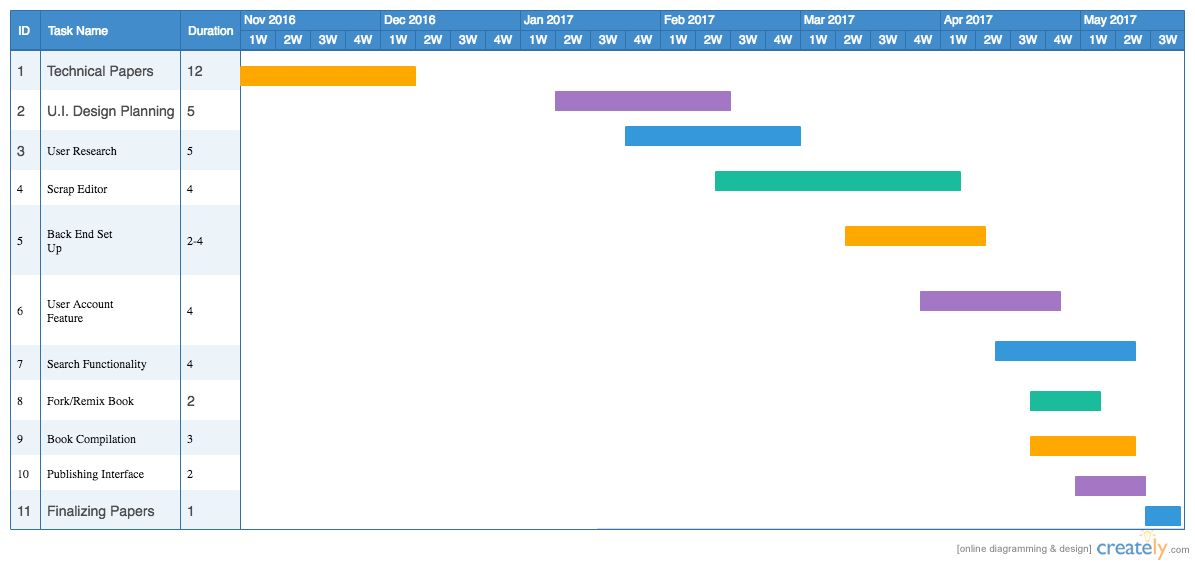 ID Task Name Duration Nov 2016 Dec 2016 Jan 2017 Feb 2017 Mar 2017 Apr 2017 May 2017
1W 2W 3W 4W 1W 2W 3W 4W 1W 2W 3W 4W 1W 2W 3W 4W 1W 2W 3W 4W 1W 2W 3W 4W 1W 2W 3W
1 Technical Papers 12
2 U.I. Design Planning 5
3 User Research 5
4 Scrap Editor 4
5 Back End Set 2-4
Up
6 User Account 4
Feature
7 Search Functionality 4
8 Fork/Remix Book 2
9 Book Compilation 3
10 Publishing Interface 2
11 Finalizing Papers 1
[online diagramming & design] creately.com